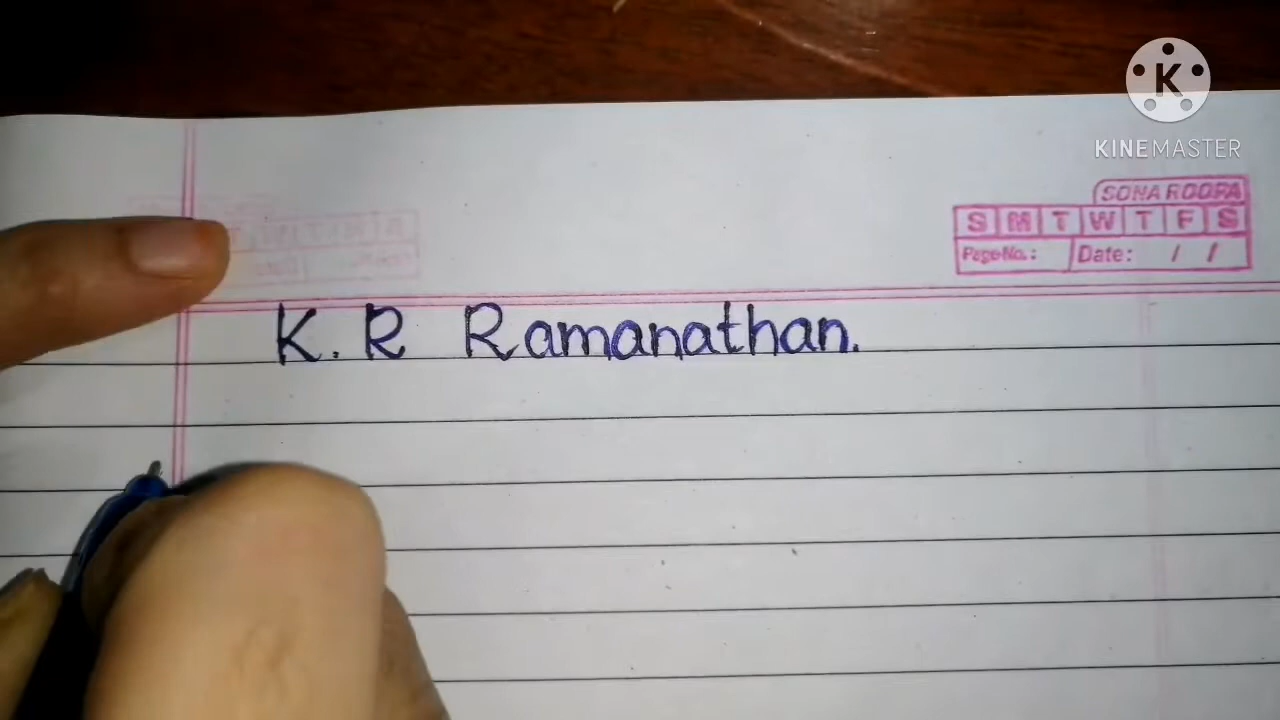 K
KINEMASTER
SONA ROOPA
S M T W T F S
Page No.: Date: / /
K. R Ramanathan.